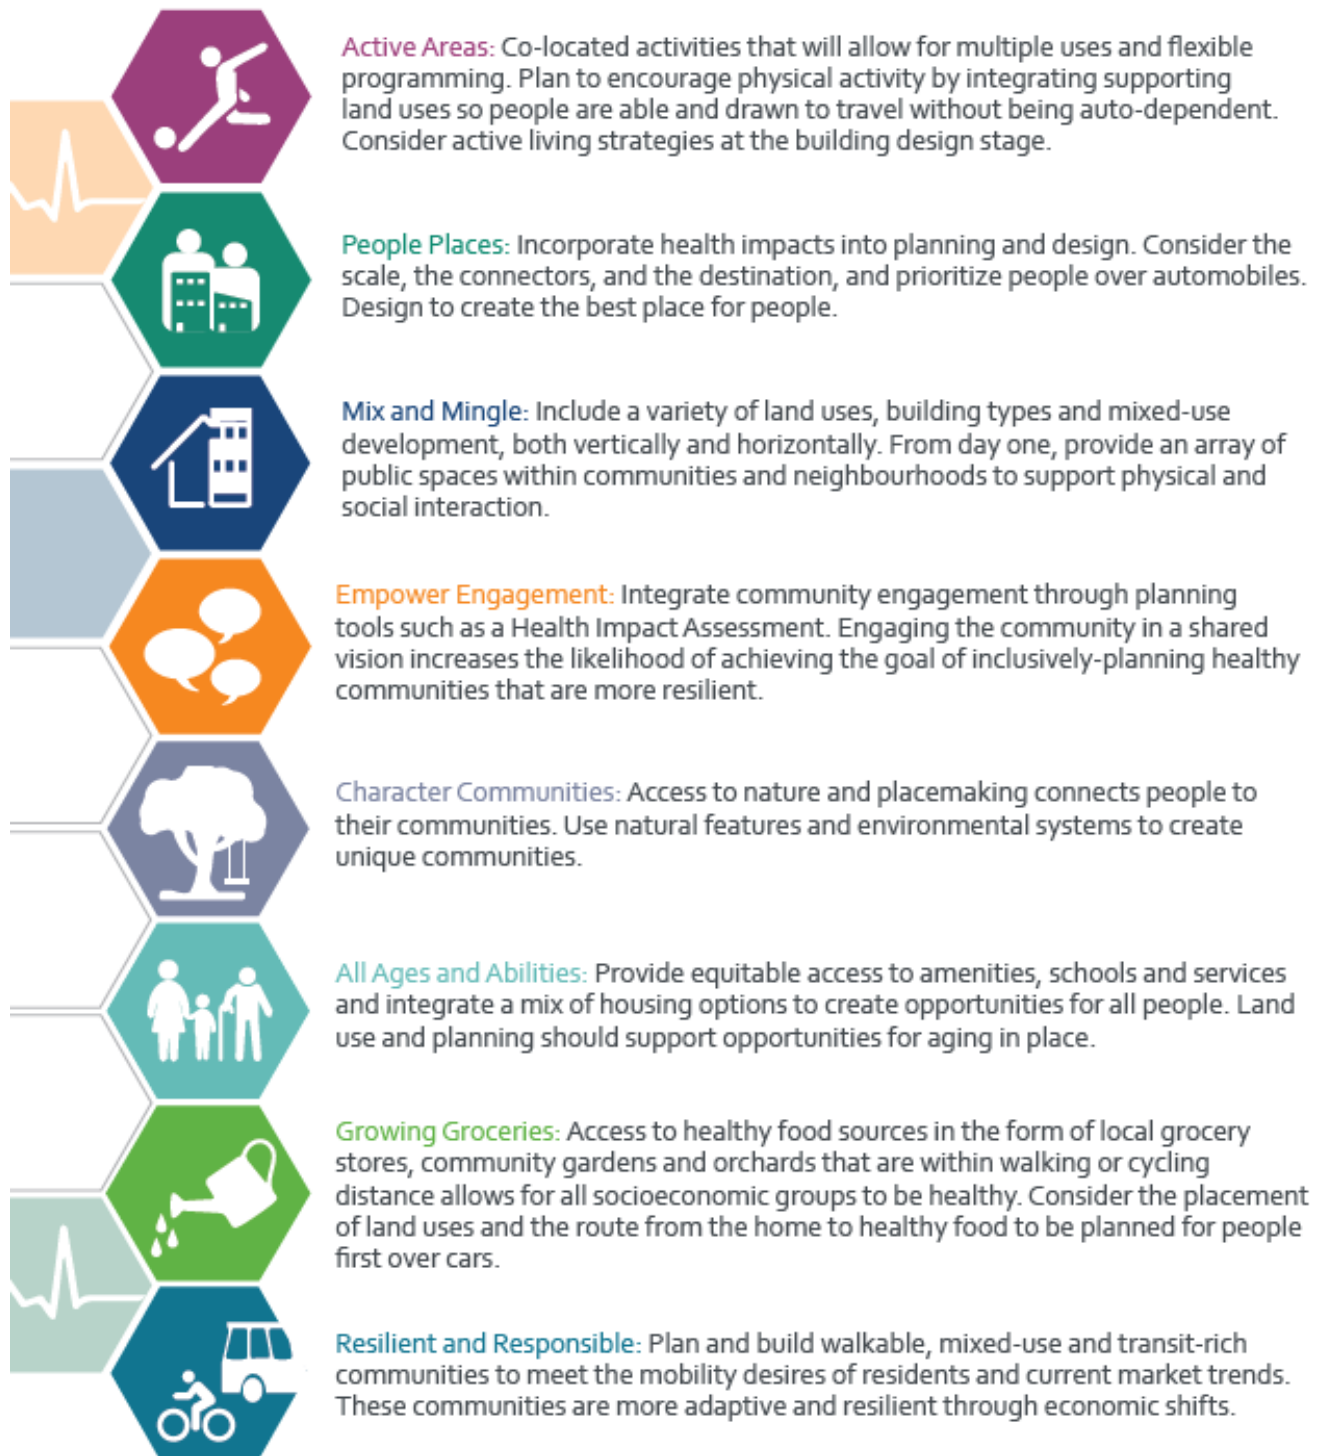 Active Areas: Co-located activities that will allow for multiple uses and flexible
programming. Plan to encourage physical activity by integrating supporting
land uses so people are able and drawn to travel without being auto-dependent.
Consider active living strategies at the building design stage.
People Places: Incorporate health impacts into planning and design. Consider the
scale, the connectors, and the destination, and prioritize people over automobiles.
Design to create the best place for people.
Mix and Mingle: Include a variety of land uses, building types and mixed-use
development, both vertically and horizontally. From day one, provide an array of
public spaces within communities and neighbourhoods to support physical and
social interaction.
Empower Engagement: Integrate community engagement through planning
tools such as a Health Impact Assessment. Engaging the community in a shared
vision increases the likelihood of achieving the goal of inclusively-planning healthy
communities that are more resilient.
Character Communities: Access to nature and placemaking connects people to
their communities. Use natural features and environmental systems to create
unique communities.
All Ages and Abilities: Provide equitable access to amenities, schools and services
and integrate a mix of housing options to create opportunities for all people. Land
use and planning should support opportunities for aging in place.
Growing Groceries: Access to healthy food sources in the form of local grocery
stores, community gardens and orchards that are within walking or cycling
distance allows for all socioeconomic groups to be healthy. Consider the placement
of land uses and the route from the home to healthy food to be planned for people
first over cars.
Resilient and Responsible: Plan and build walkable, mixed-use and transit-rich
communities to meet the mobility desires of residents and current market trends.
These communities are more adaptive and resilient through economic shifts.